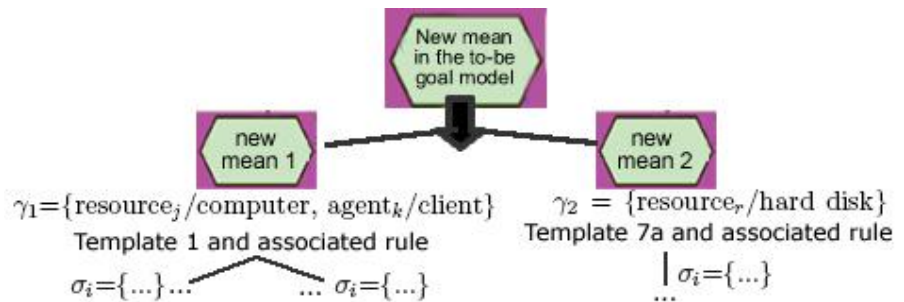 New mean
in fhe to-be
goal model
new
mean 1
new
mean 2
γ₁={resourceⱼ/computer, agentₖ/client}
γ₂ = {resourceᵣ/hard disk}
Template 1 and associated rule
Template 7a and associated rule
σᵢ={...}...
... σᵢ={...}
σᵢ={...}
...